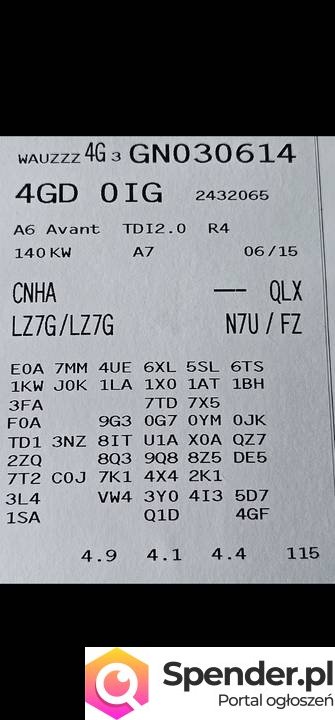 WAUZZZ 4G 3 GN030614
4GD 0IG 2432065
A6 Avant TDI2.0 R4
140 KW A7 06/15
CNHA --- QLX
LZ7G/LZ7G N7U / FZ
E0A 7MM 4UE 6XL 5SL 6TS
1KW J0K 1LA 1X0 1AT 1BH
3FA 7TD 7X5
F0A 9G3 0G7 0YM 0JK
TD1 3NZ 8IT U1A X0A QZ7
2ZQ 8Q3 9Q8 8Z5 DE5
7T2 C0J 7K1 4X4 2K1
3L4 VW4 3Y0 4I3 5D7
1SA Q1D 4GF
4.9 4.1 4.4 115
Spender.pl
Portal ogłoszeń